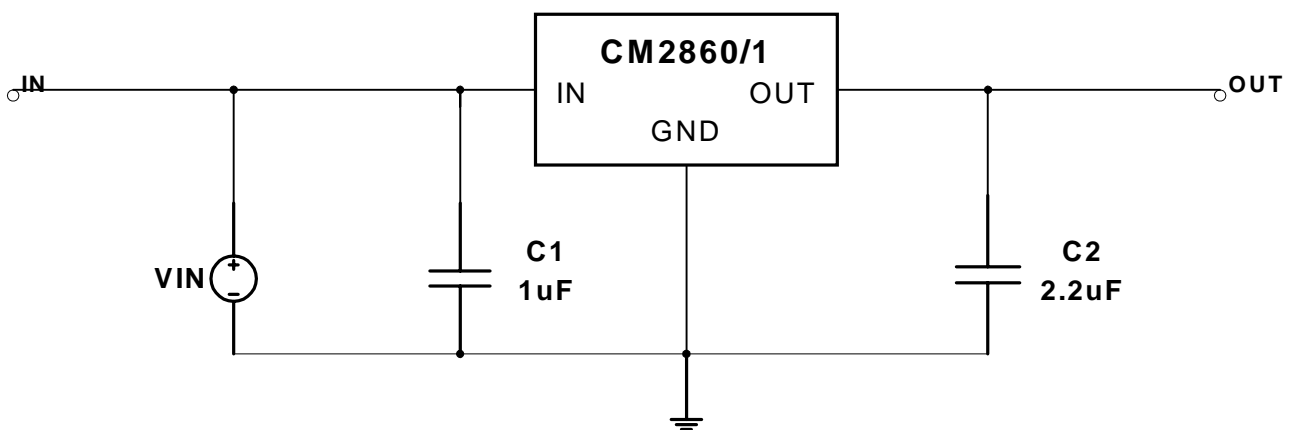 CM2860/1
IN
OUT
IN
OUT
GND
VIN
C1
1uF
C2
2.2uF